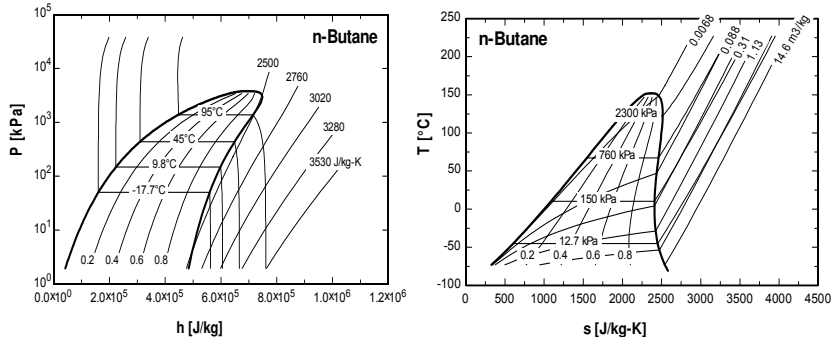 n-Butane
10⁵
10⁴
10³
10²
10¹
10⁰
P [kPa]
2500
2760
3020
3280
3530 J/kg-K
95°C
45°C
9.8°C
-17.7°C
0.2 0.4 0.6 0.8
0.0X10⁰ 2.0x10⁵ 4.0x10⁵ 6.0x10⁵ 8.0x10⁵ 1.0x10⁶ 1.2x10⁶
h [J/kg]
n-Butane
250
200
150
100
50
0
-50
-100
T [°C]
0.0068
0.088
0.31
1.13
14.6 m3/kg
2300 kPa
760 kPa
150 kPa
12.7 kPa
0.2 0.4 0.6 0.8
0 500 1000 1500 2000 2500 3000 3500 4000 4500
s [J/kg-K]